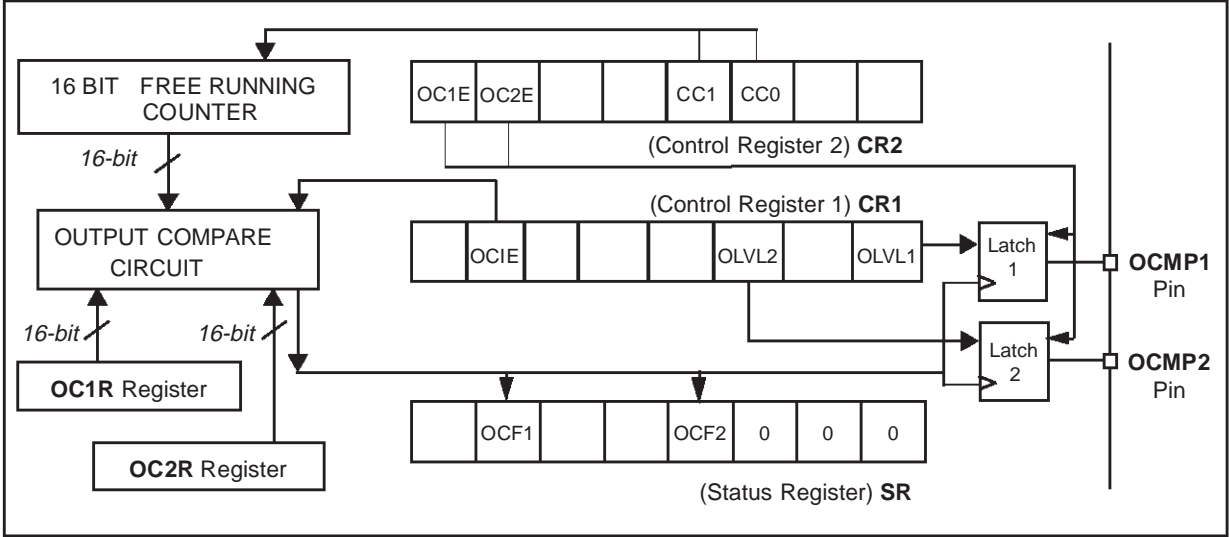 16 BIT FREE RUNNING
COUNTER
16-bit
OC1E OC2E CC1 CC0
(Control Register 2) CR2
(Control Register 1) CR1
OUTPUT COMPARE
CIRCUIT
OCIE OLVL2 OLVL1
Latch
1
OCMP1
Pin
16-bit
16-bit
Latch
2
OCMP2
Pin
OC1R Register
OCF1 OCF2 0 0 0
OC2R Register
(Status Register) SR